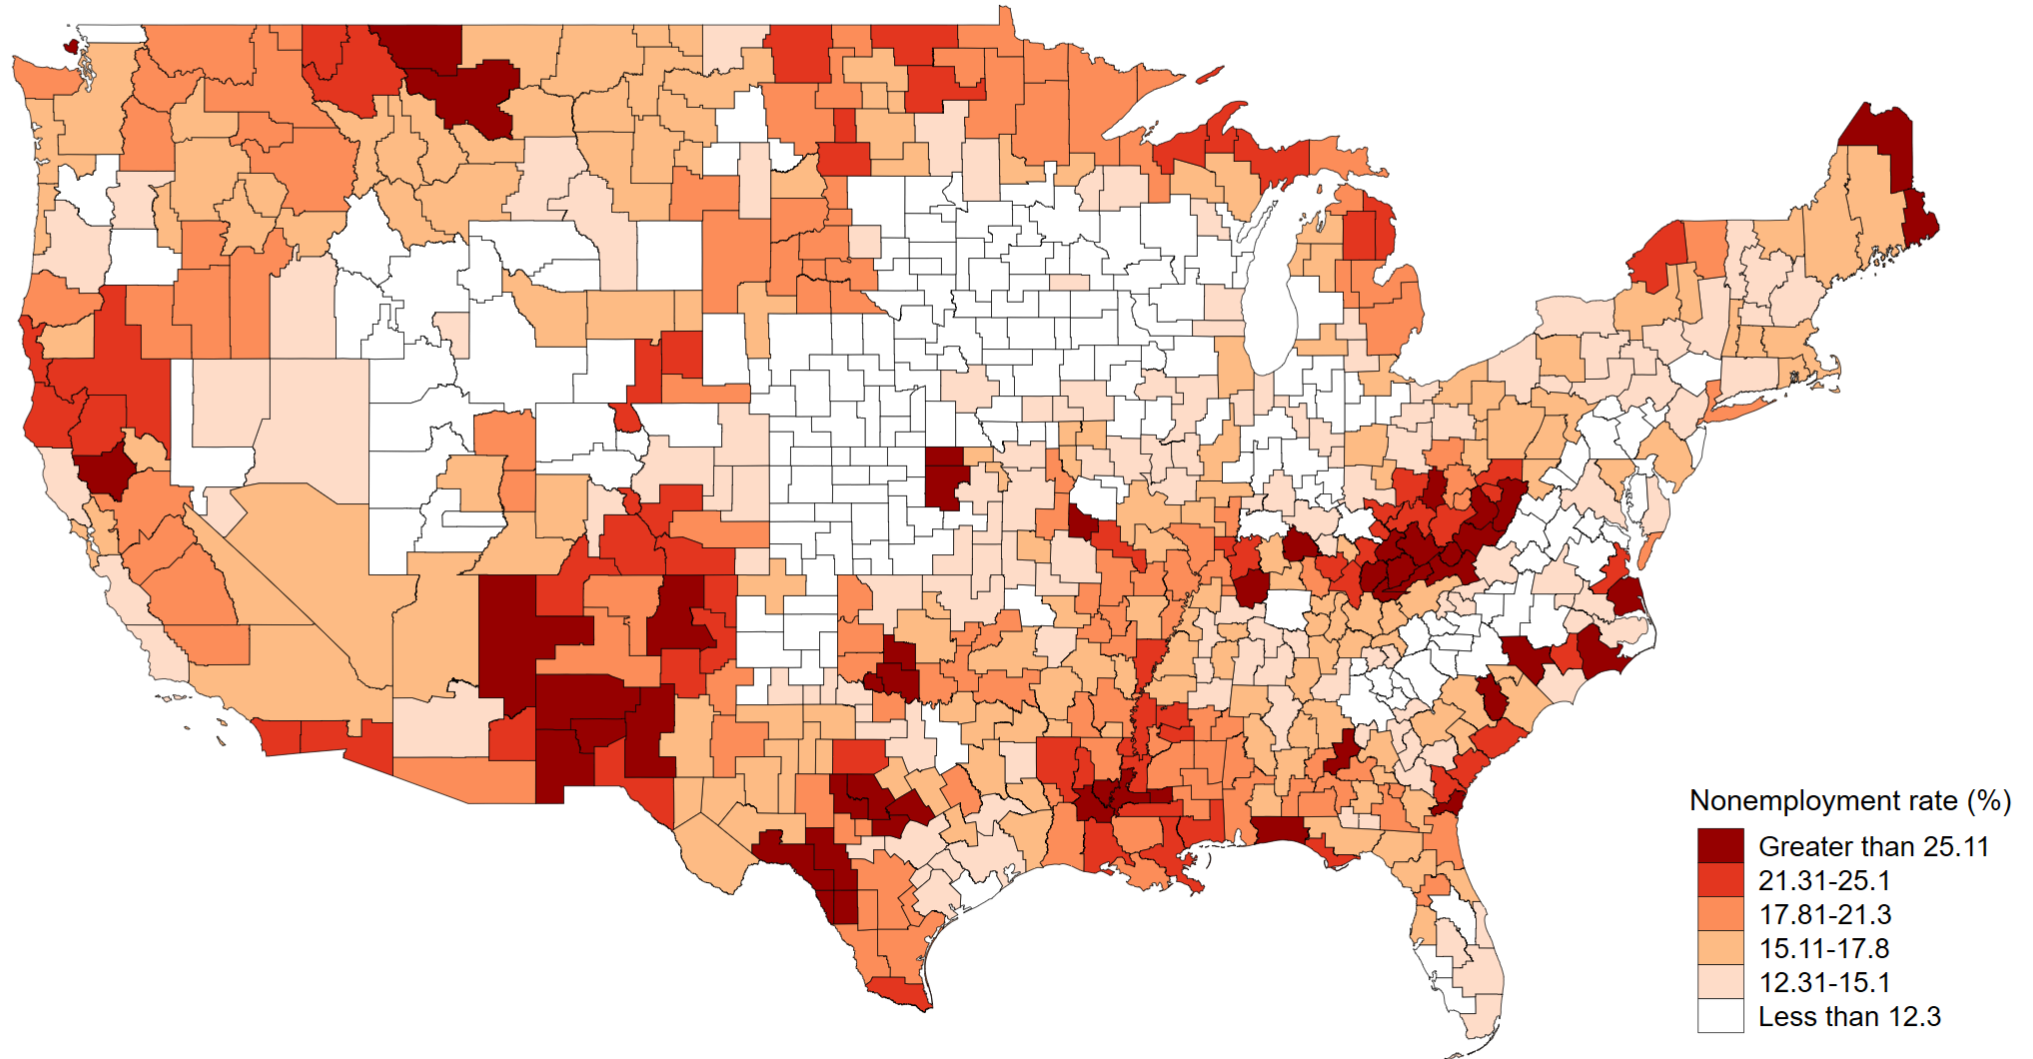 Nonemployment rate (%)
Greater than 25.11
21.31-25.1
17.81-21.3
15.11-17.8
12.31-15.1
Less than 12.3